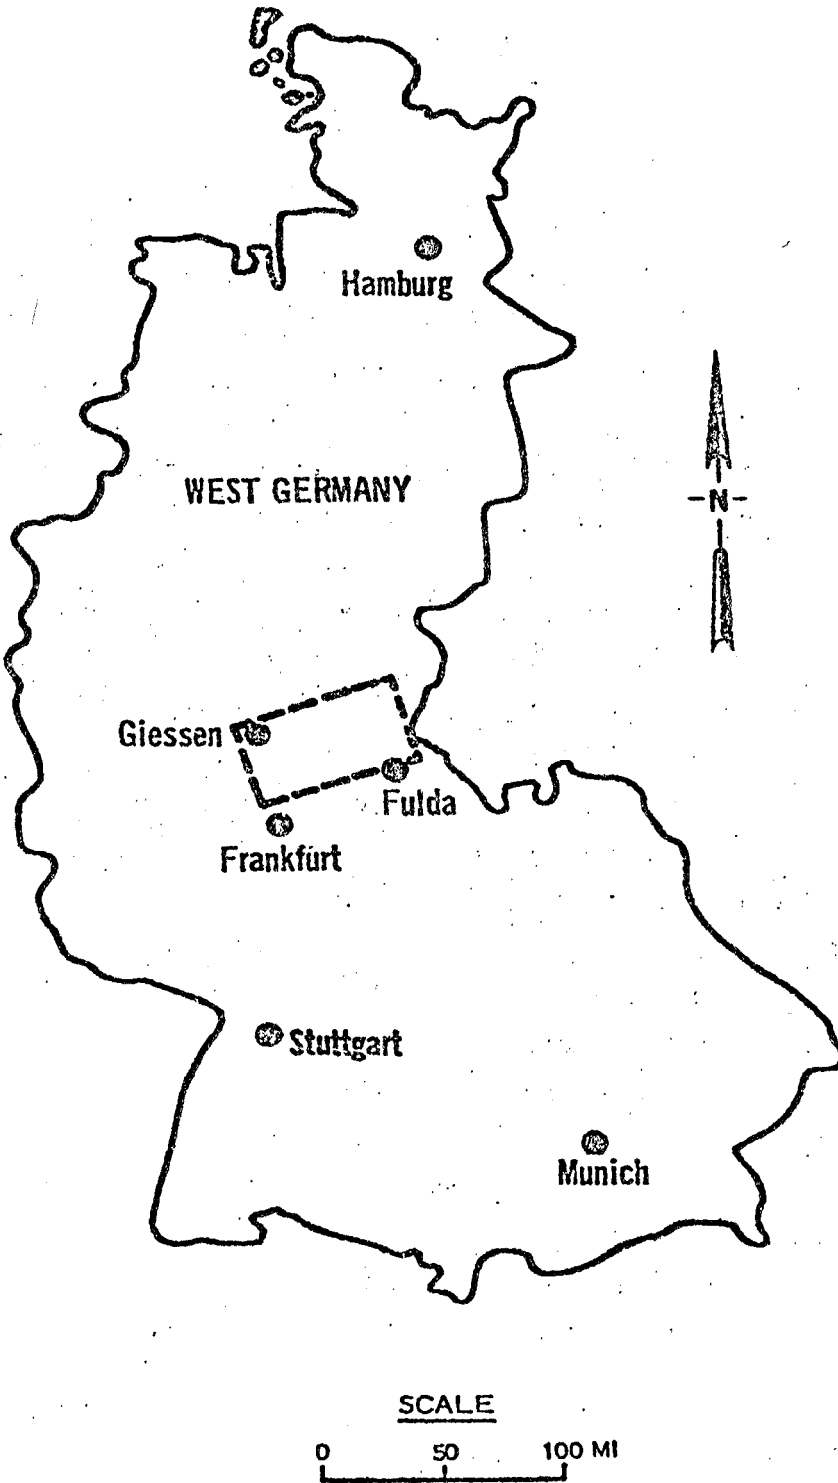 Hamburg
WEST GERMANY
N
Giessen
Fulda
Frankfurt
Stuttgart
Munich
SCALE
0 50 100 MI